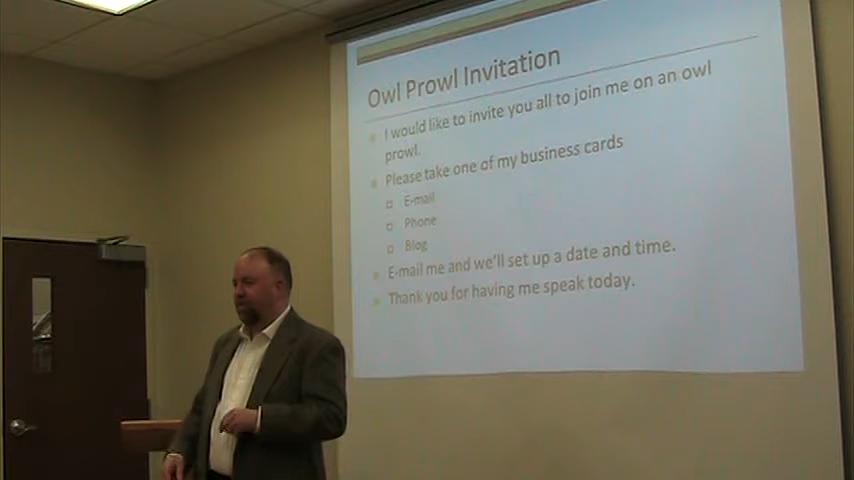 Owl Prowl Invitation
I would like to invite you all to join me on an owl
prowl.
Please take one of my business cards
E-mail
Phone
Blog
E-mail me and we'll set up a date and time.
Thank you for having me speak today.